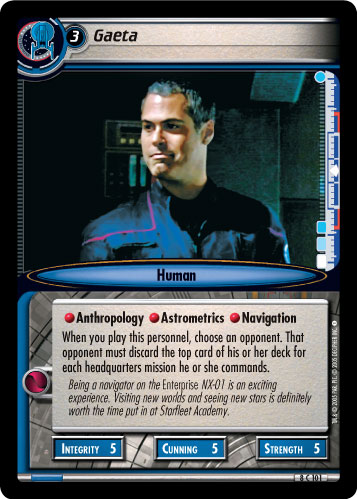 3 Gaeta
Human
Anthropology Astrometrics Navigation
When you play this personnel, choose an opponent. That
opponent must discard the top card of his or her deck for
each headquarters mission he or she commands.
Being a navigator on the Enterprise NX-01 is an exciting
experience. Visiting new worlds and seeing new stars is definitely
worth the time put in at Starfleet Academy.
INTEGRITY 5 CUNNING 5 STRENGTH 5
8 C 101